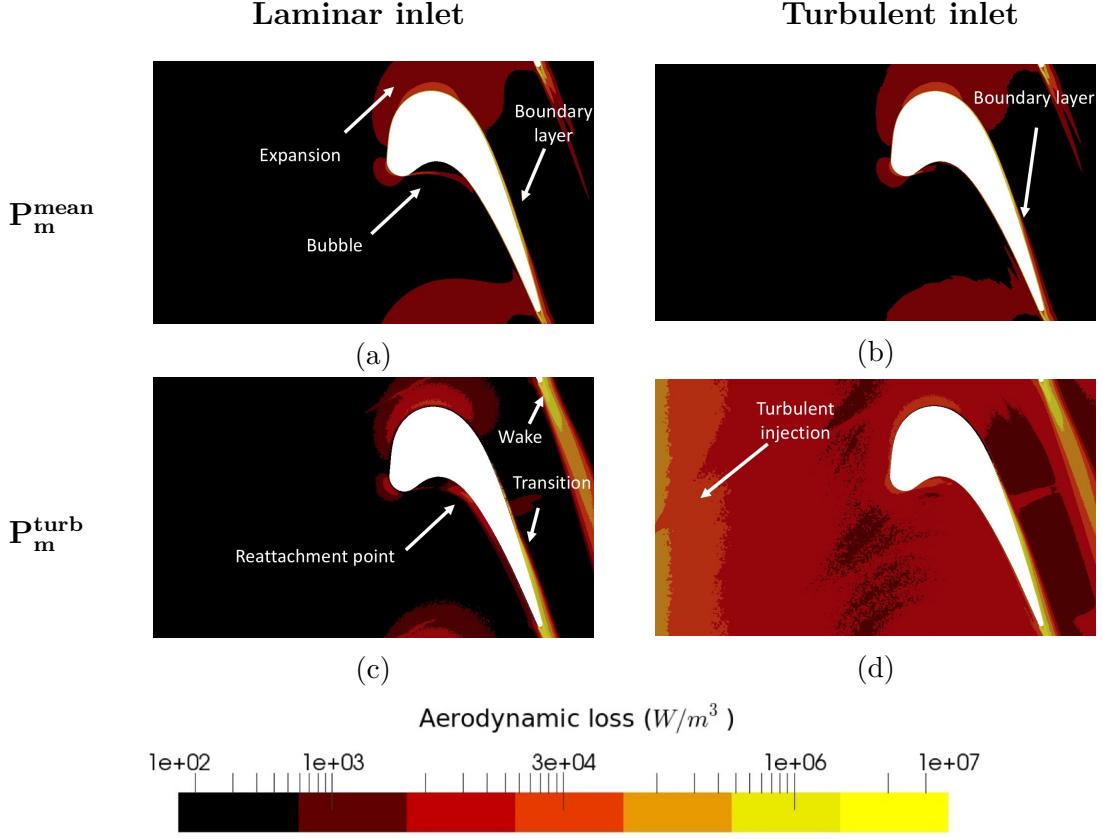 Laminar inlet Turbulent inlet
P_m^mean
Expansion
Boundary
layer
Bubble
Boundary layer
(a) (b)
P_m^turb
Wake
Transition
Reattachment point
Turbulent
injection
(c) (d)
Aerodynamic loss (W/m³)
1e+02 1e+03 3e+04 1e+06 1e+07